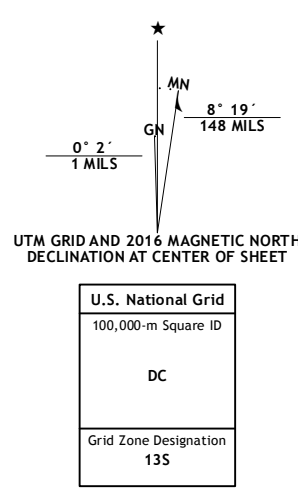 ★
MN
8° 19´
148 MILS
GN
0° 2´
1 MILS
UTM GRID AND 2016 MAGNETIC NORTH
DECLINATION AT CENTER OF SHEET
U.S. National Grid
100,000-m Square ID
DC
Grid Zone Designation
13S